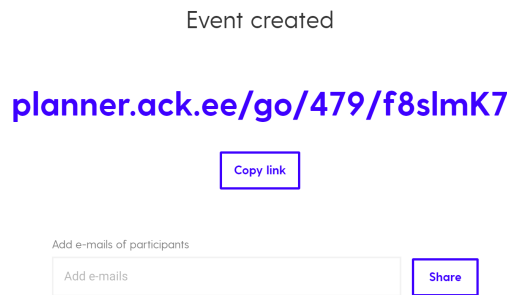 Event created
planner.ack.ee/go/479/f8slmK7
Copy link
Add e-mails of participants
Add e-mails
Share